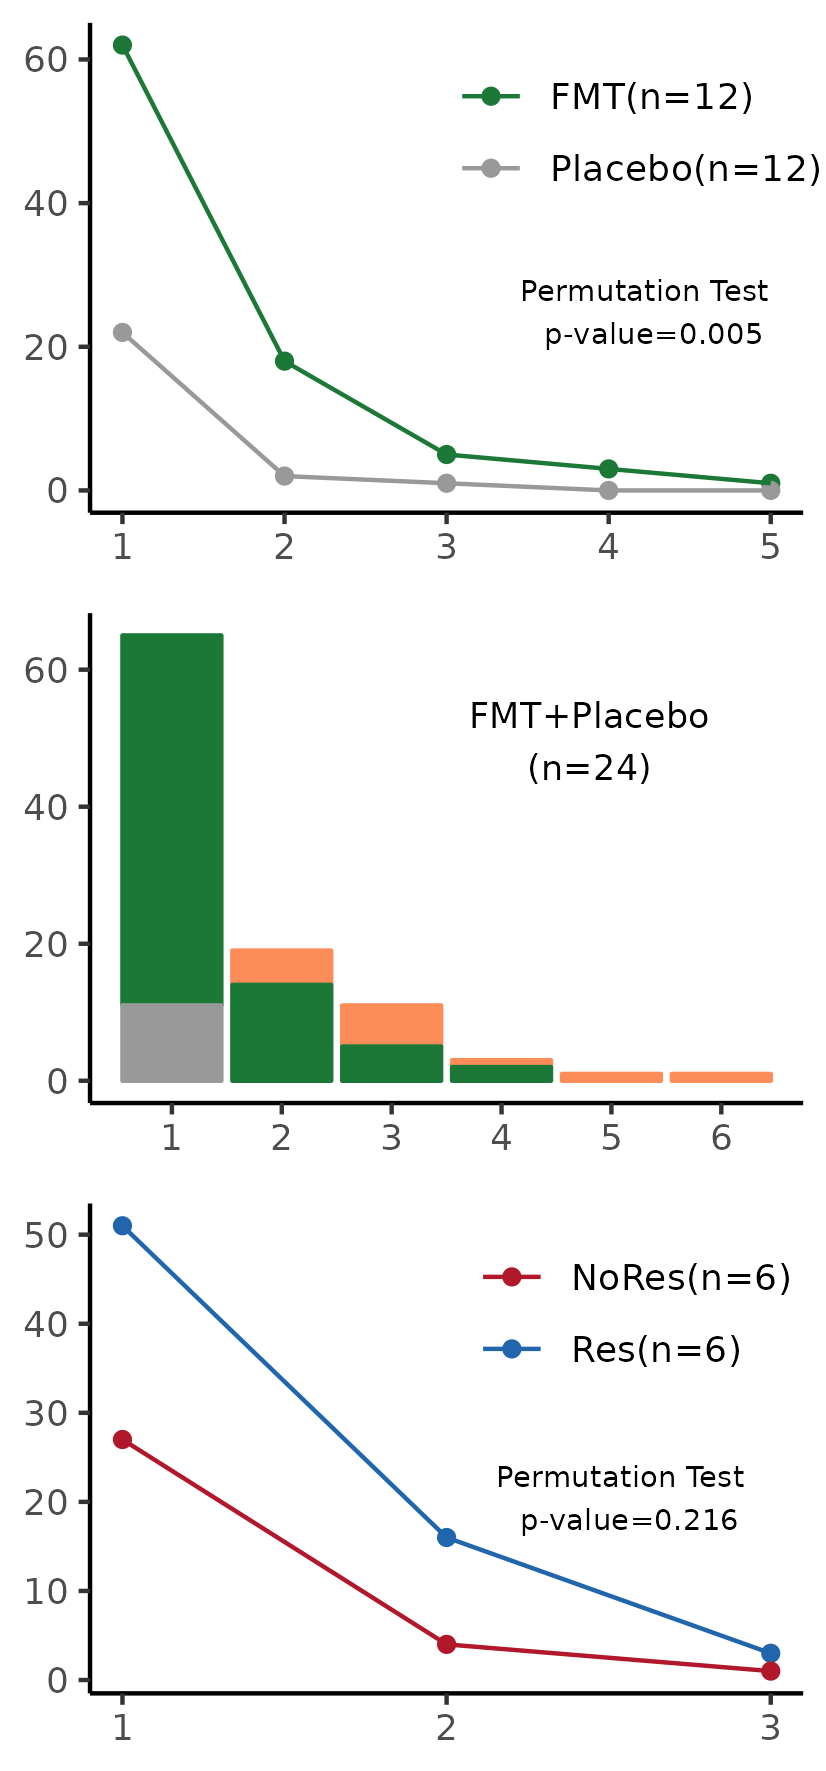 60
40
20
0
1 2 3 4 5
FMT(n=12)
Placebo(n=12)
Permutation Test
p-value=0.005
60
40
20
0
1 2 3 4 5 6
FMT+Placebo
(n=24)
50
40
30
20
10
0
1 2 3
NoRes(n=6)
Res(n=6)
Permutation Test
p-value=0.216